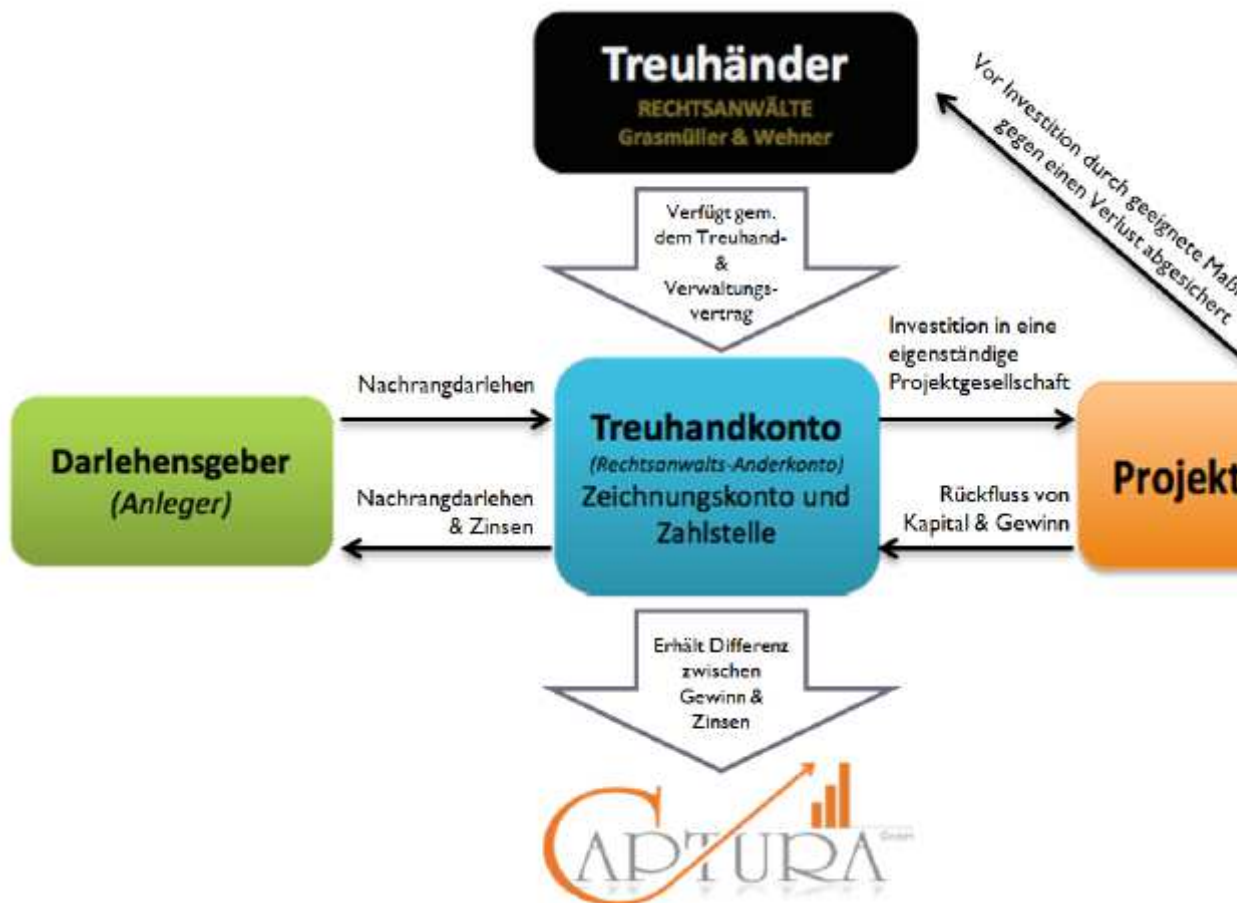 Treuhänder
RECHTSANWÄLTE
Grasmüller & Wehner
Vor Investition durch geeignete
gegen einen Verlust abgesichert
Verfügt gem.
dem Treuhand-
&
Verwaltungs-
vertrag
Investition in eine
eigenständige
Projektgesellschaft
Nachrangdarlehen
Darlehensgeber
(Anleger)
Nachrangdarlehen
& Zinsen
Treuhandkonto
(Rechtsanwalts-Anderkonto)
Zeichnungskonto und
Zahlstelle
Projekt
Rückfluss von
Kapital & Gewinn
Erhält Differenz
zwischen
Gewinn &
Zinsen
CAPTURA
GmbH